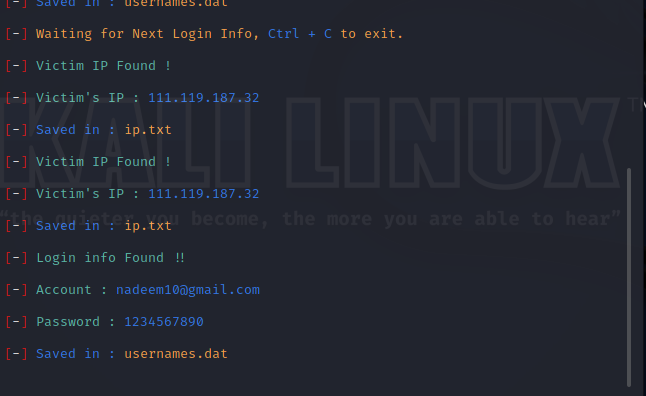 [-] Saved in : usernames.dat
[-] Waiting for Next Login Info, Ctrl + C to exit.
[-] Victim IP Found !
[-] Victim's IP : 111.119.187.32
[-] Saved in : ip.txt
KALI LINUX
[-] Victim IP Found !
[-] Victim's IP : 111.119.187.32
"the quieter you become, the more you are able to hear"
[-] Saved in : ip.txt
[-] Login info Found !!
[-] Account : nadeem10@gmail.com
[-] Password : 1234567890
[-] Saved in : usernames.dat